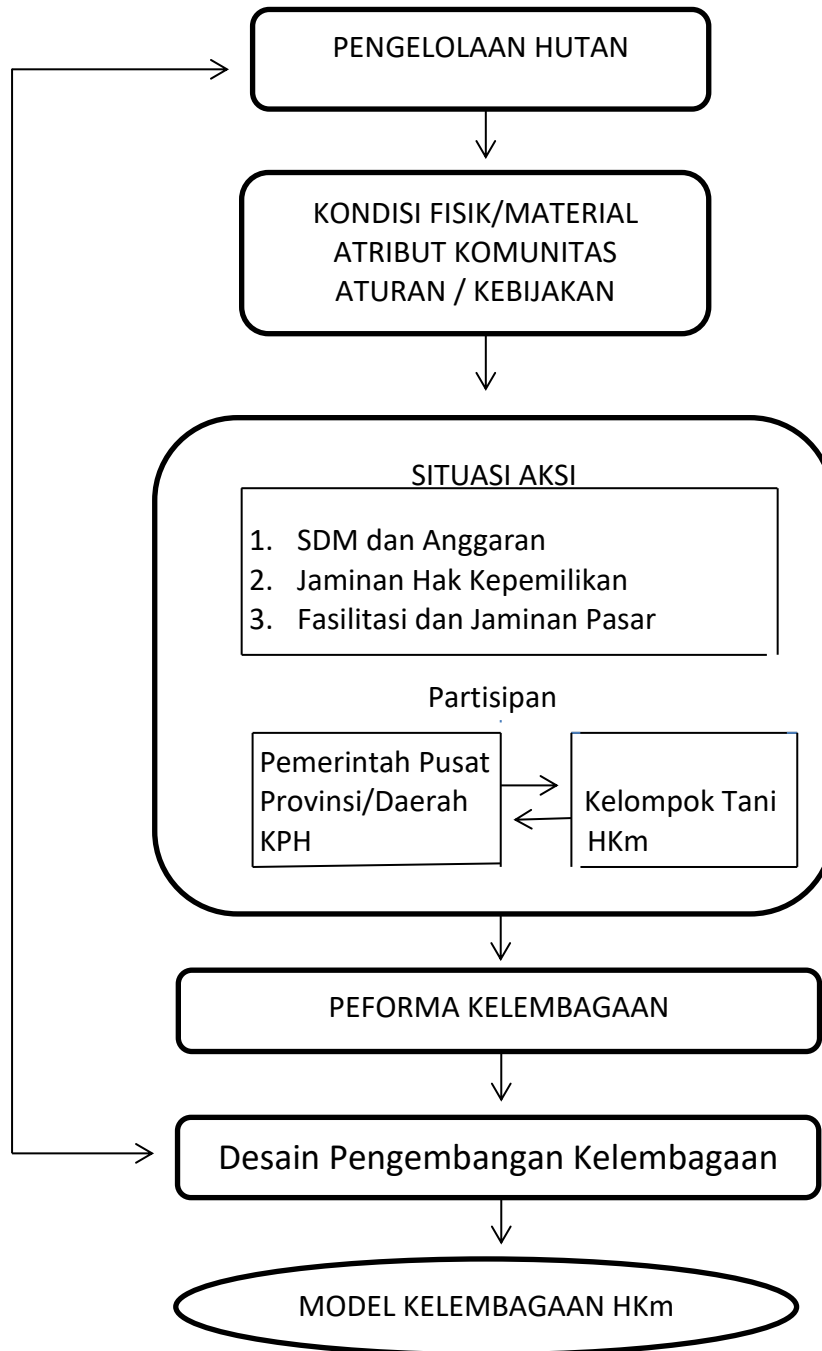 PENGELOLAAN HUTAN
KONDISI FISIK/MATERIAL
ATRIBUT KOMUNITAS
ATURAN / KEBIJAKAN
SITUASI AKSI
1. SDM dan Anggaran
2. Jaminan Hak Kepemilikan
3. Fasilitasi dan Jaminan Pasar
Partisipan
Pemerintah Pusat
Provinsi/Daerah
KPH
Kelompok Tani
HKm
PEFORMA KELEMBAGAAN
Desain Pengembangan Kelembagaan
MODEL KELEMBAGAAN HKm